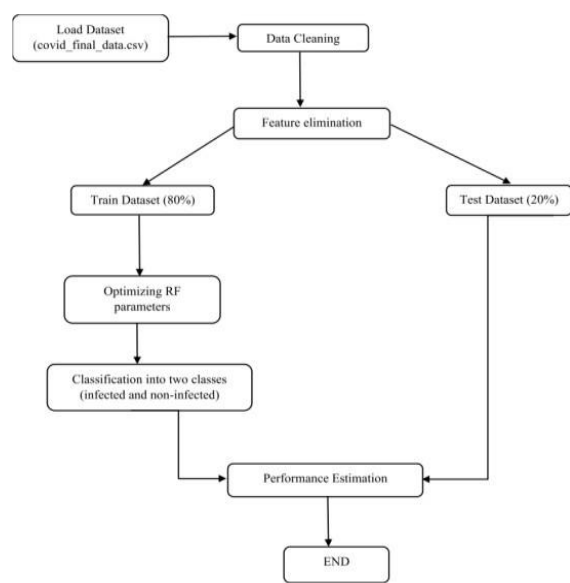 Load Dataset
(covid_final_data.csv)
Data Cleaning
Feature elimination
Train Dataset (80%)
Test Dataset (20%)
Optimizing RF
parameters
Classification into two classes
(infected and non-infected)
Performance Estimation
END